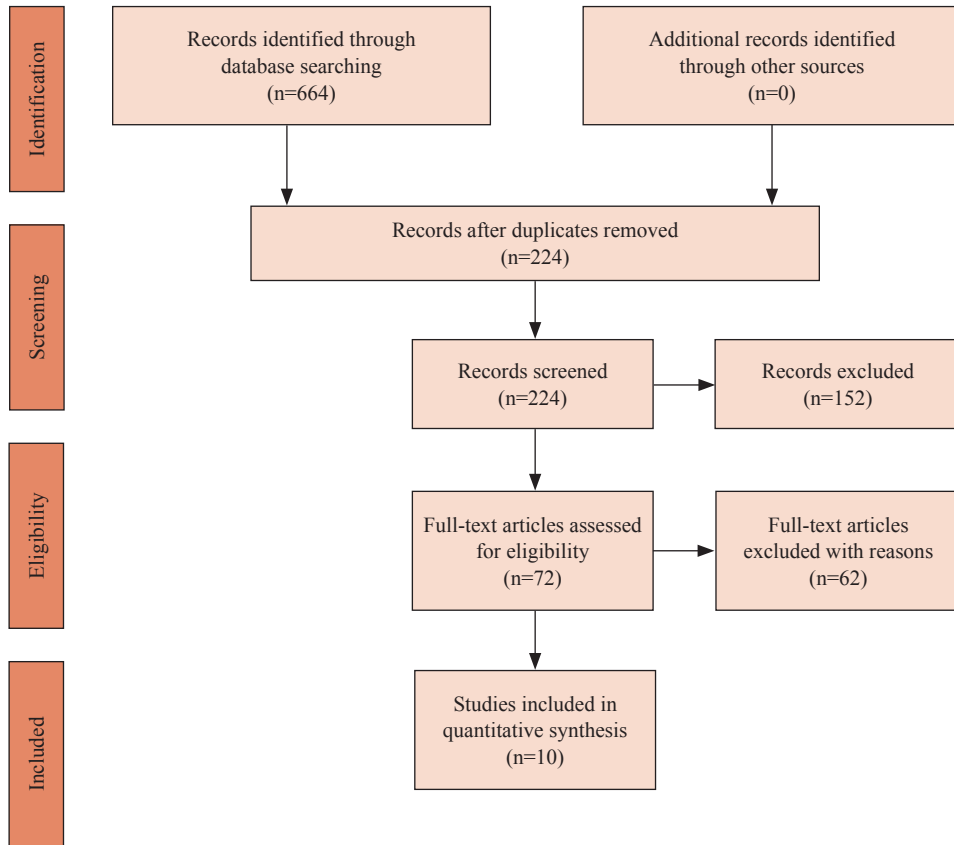 Identification
Records identified through
database searching
(n=664)
Additional records identified
through other sources
(n=0)
Screening
Records after duplicates removed
(n=224)
Records screened
(n=224)
Records excluded
(n=152)
Eligibility
Full-text articles assessed
for eligibility
(n=72)
Full-text articles
excluded with reasons
(n=62)
Included
Studies included in
quantitative synthesis
(n=10)